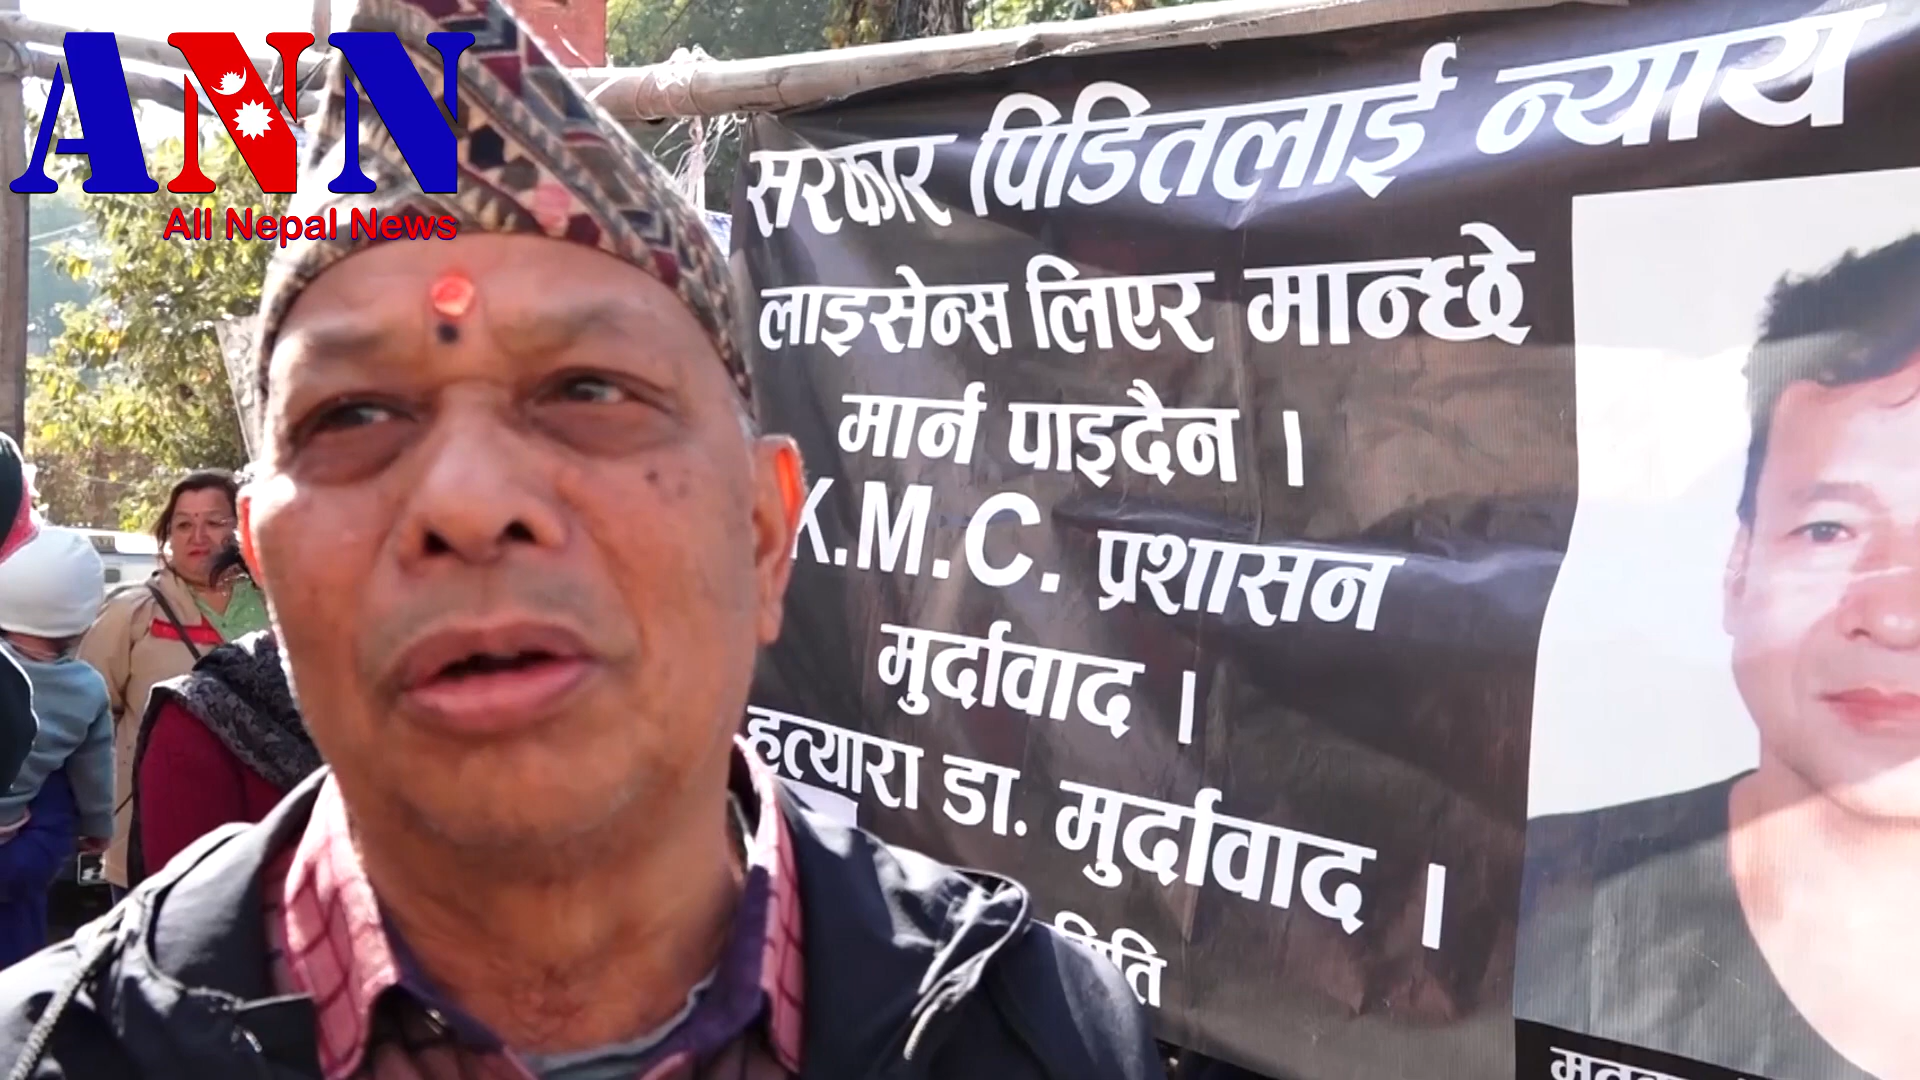 ANN
All Nepal News
सरकार पिडितलाई न्याय
लाइसेन्स लिएर मान्छे
मार्न पाइदैन ।
K.M.C. प्रशासन
मुर्दावाद ।
हत्यारा डा. मुर्दावाद ।